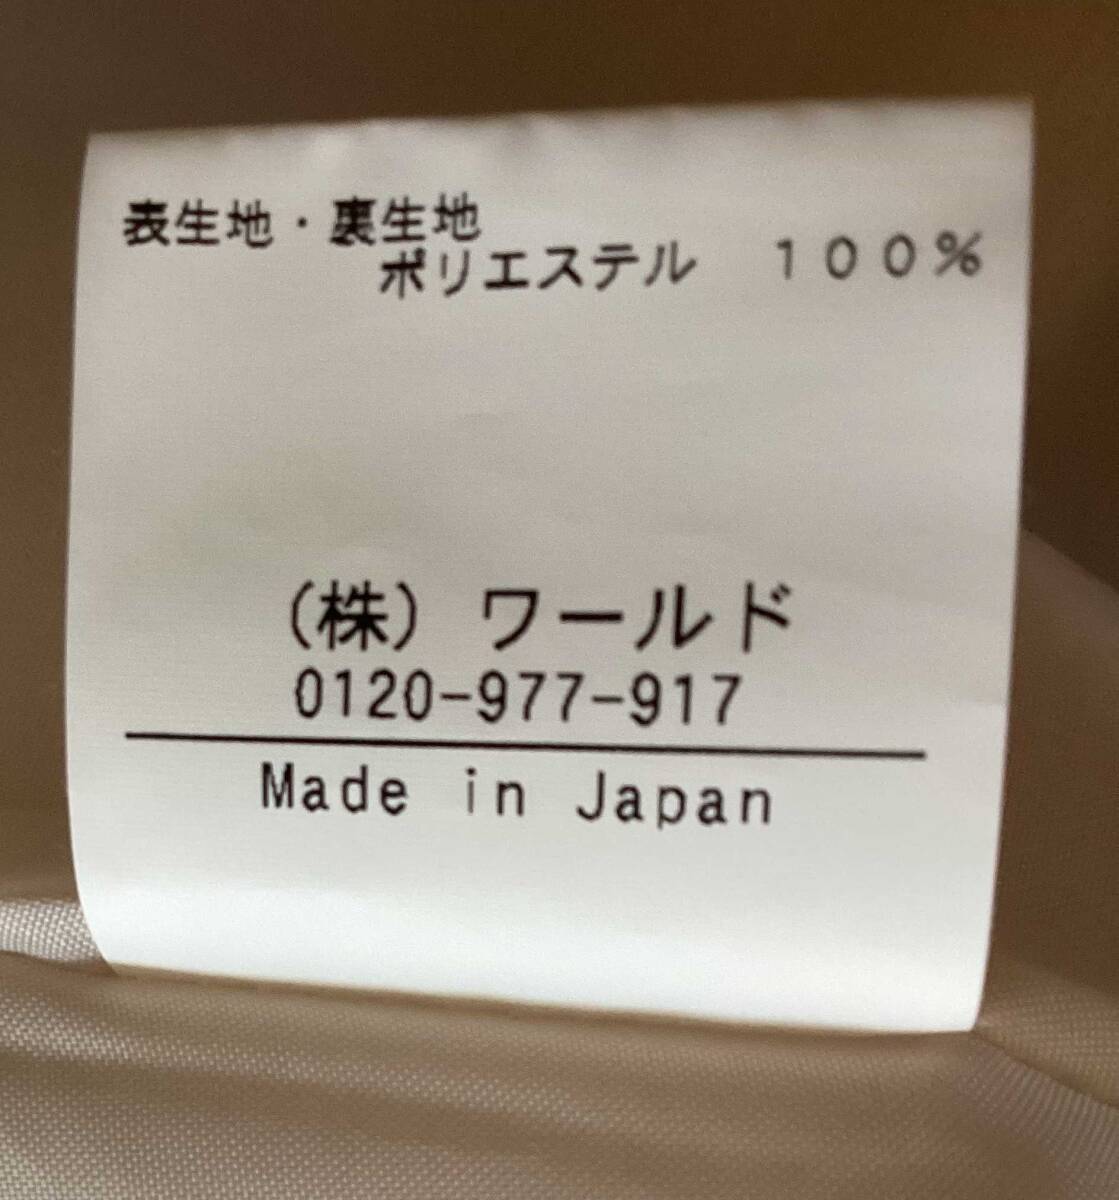 表生地・裏生地
ポリエステル １００％
（株）ワールド
0120-977-917
Made in Japan